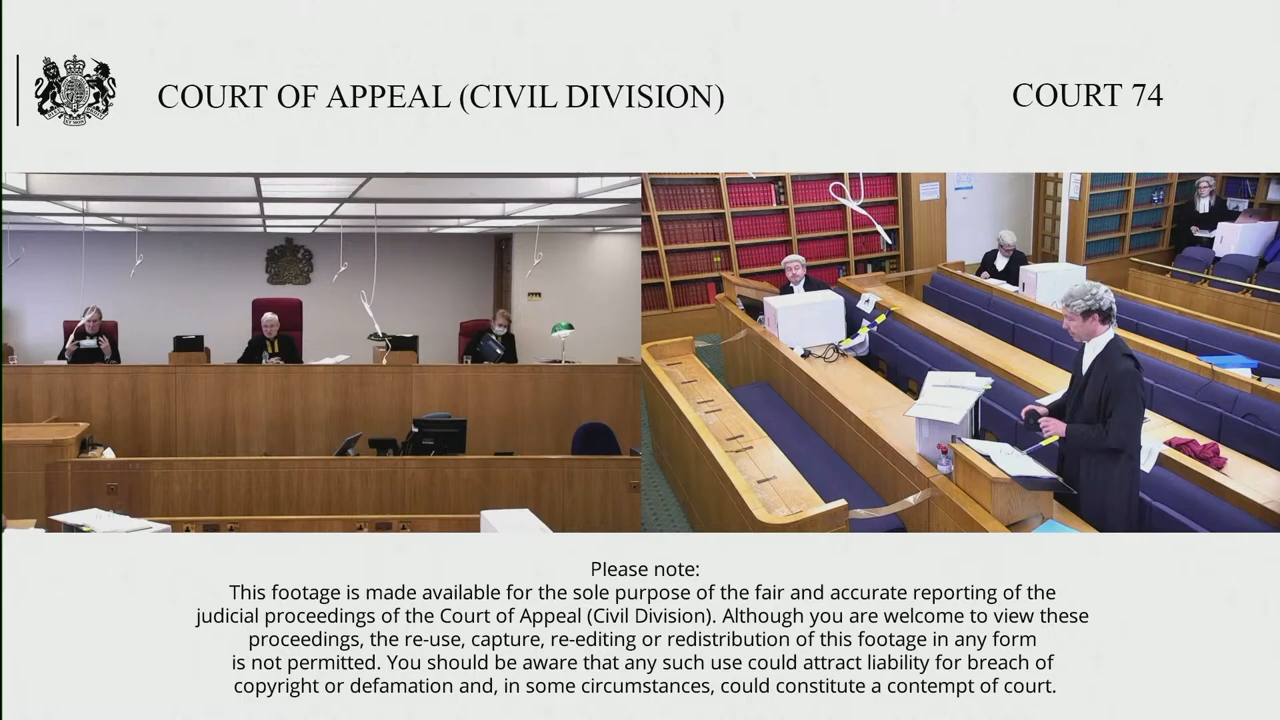 COURT OF APPEAL (CIVIL DIVISION)
COURT 74
Please note:
This footage is made available for the sole purpose of the fair and accurate reporting of the
judicial proceedings of the Court of Appeal (Civil Division). Although you are welcome to view these
proceedings, the re-use, capture, re-editing or redistribution of this footage in any form
is not permitted. You should be aware that any such use could attract liability for breach of
copyright or defamation and, in some circumstances, could constitute a contempt of court.